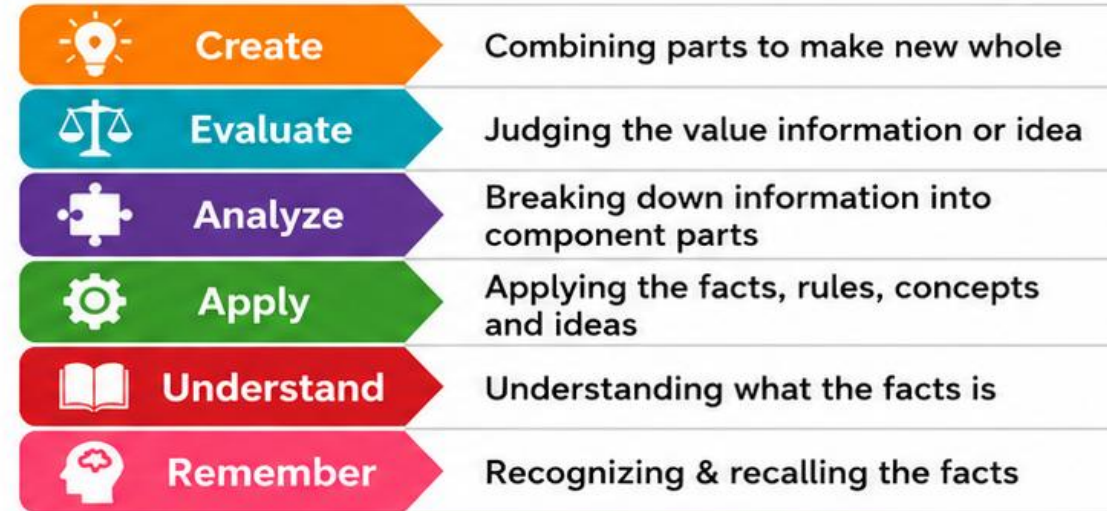 Create
Combining parts to make new whole
Evaluate
Judging the value information or idea
Analyze
Breaking down information into
component parts
Apply
Applying the facts, rules, concepts
and ideas
Understand
Understanding what the facts is
Remember
Recognizing & recalling the facts